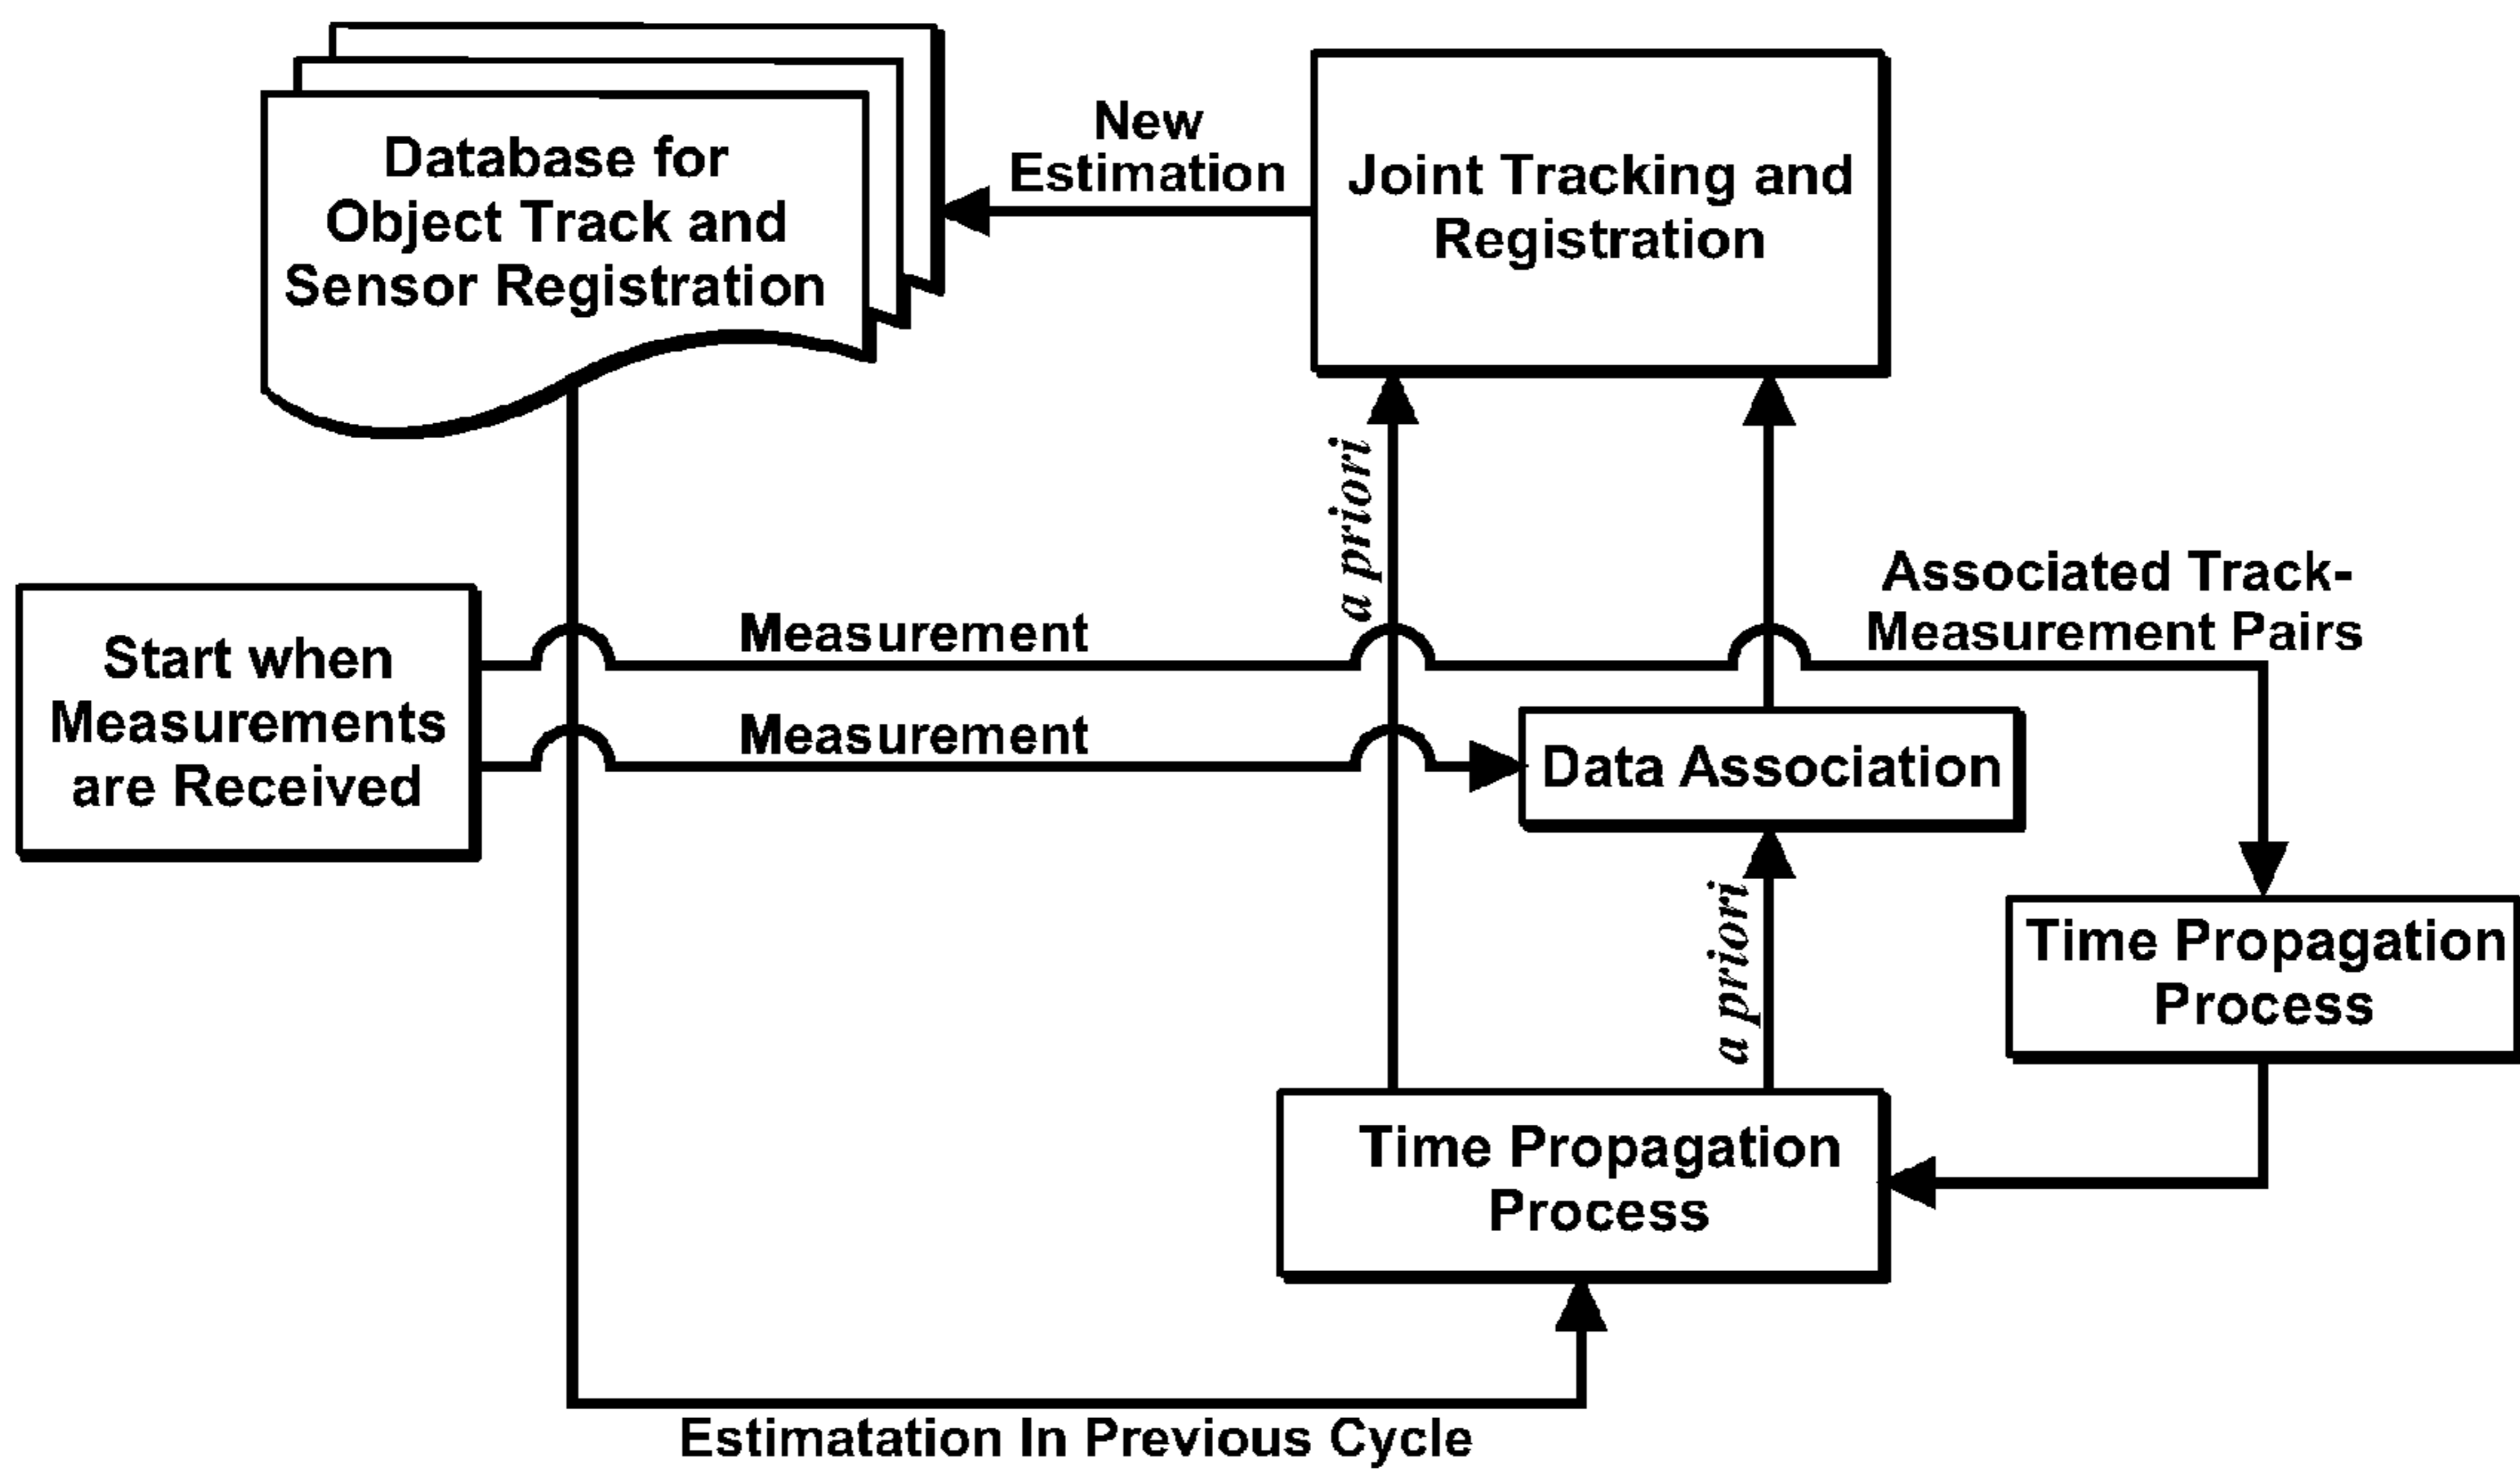 Database for
Object Track and
Sensor Registration
New
Estimation
Joint Tracking and
Registration
a priori
Associated Track-
Measurement Pairs
Start when
Measurements
are Received
Measurement
Measurement
Data Association
a priori
Time Propagation
Process
Time Propagation
Process
Estimatation In Previous Cycle